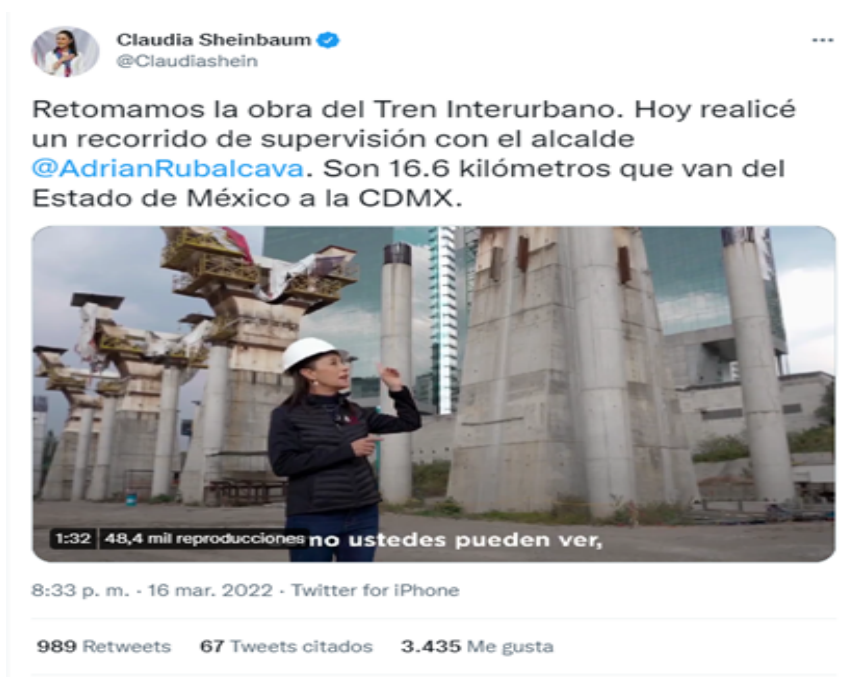 Claudia Sheinbaum
@Claudiashein
Retomamos la obra del Tren Interurbano. Hoy realicé
un recorrido de supervisión con el alcalde
@AdrianRubalcava. Son 16.6 kilómetros que van del
Estado de México a la CDMX.
1:32 48,4 mil reproducciones no ustedes pueden ver,
8:33 p. m. · 16 mar. 2022 · Twitter for iPhone
989 Retweets 67 Tweets citados 3.435 Me gusta